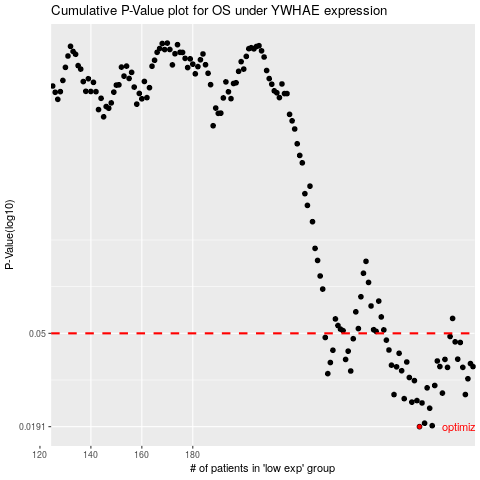 Cumulative P-Value plot for OS under YWHAE expression
P-Value(log10)
0.05
0.0191
optimiz
120 140 160 180
# of patients in 'low exp' group